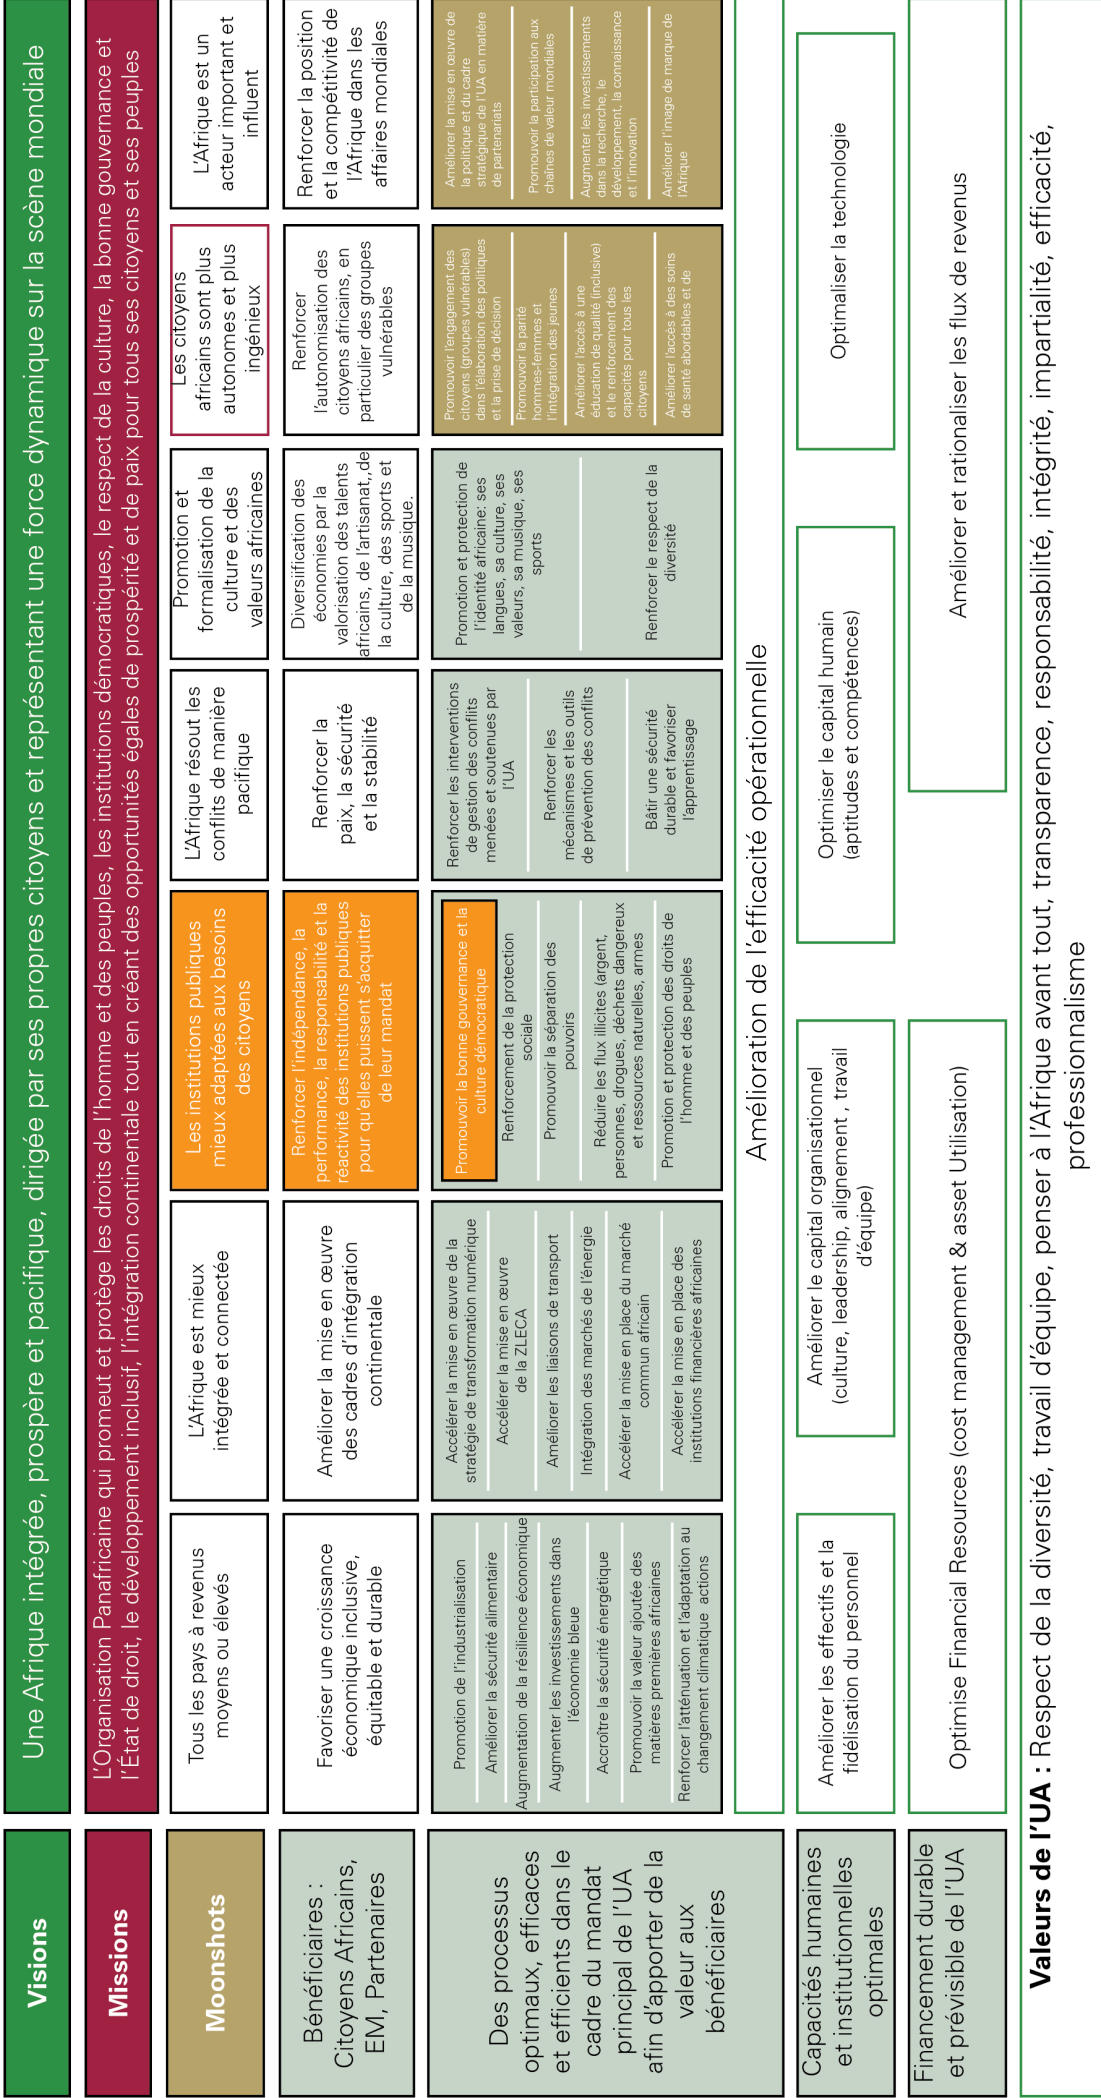 Visions
Une Afrique intégrée, prospère et pacifique, dirigée par ses propres citoyens et représentant une force dynamique sur la scène mondiale
Missions
L'Organisation Panafricaine qui promeut et protège les droits de l'homme et des peuples, les institutions démocratiques, le respect de la culture, la bonne gouvernance et
l'État de droit, le développement inclusif, l'intégration continentale tout en créant des opportunités égales de prospérité et de paix pour tous ses citoyens et ses peuples
Moonshots
Tous les pays à revenus
moyens ou élevés
L'Afrique est mieux
intégrée et connectée
Les institutions publiques
mieux adaptées aux besoins
des citoyens
L'Afrique résout les
conflits de manière
pacifique
Promotion et
formalisation de la
culture et des
valeurs africaines
Les citoyens
africains sont plus
autonomes et plus
ingénieux
L'Afrique est un
acteur important et
influent
Bénéficiaires :
Citoyens Africains,
EM, Partenaires
Favoriser une croissance
économique inclusive,
équitable et durable
Améliorer la mise en œuvre
des cadres d'intégration
continentale
Renforcer l'indépendance, la
performance, la responsabilité et la
réactivité des institutions publiques
pour qu'elles puissent s'acquitter
de leur mandat
Renforcer la
paix, la sécurité
et la stabilité
Diversiification des
économies par la
valorisation des talents
africains, de l'artisanat,,de
la culture, des sports et
de la musique.
Renforcer
l'autonomisation des
citoyens africains, en
particulier des groupes
vulnérables
Renforcer la position
et la compétitivité de
l'Afrique dans les
affaires mondiales
Des processus
optimaux, efficaces
et efficients dans le
cadre du mandat
principal de l'UA
afin d'apporter de la
valeur aux
bénéficiaires
Promotion de l'industrialisation
Améliorer la sécurité alimentaire
Augmentation de la résilience économique
Augmenter les investissements dans
l'économie bleue
Accroître la sécurité énergétique
Promouvoir la valeur ajoutée des
matières premières africaines
Renforcer l'atténuation et l'adaptation au
changement climatique actions
Accélérer la mise en œuvre de la
stratégie de transformation numérique
Accélérer la mise en œuvre
de la ZLECA
Améliorer les liaisons de transport
Intégration des marchés de l'énergie
Accélérer la mise en place du marché
commun africain
Accélérer la mise en place des
institutions financières africaines
Promouvoir la bonne gouvernance et la
culture démocratique
Renforcement de la protection
sociale
Promouvoir la séparation des
pouvoirs
Réduire les flux illicites (argent,
personnes, drogues, déchets dangereux
et ressources naturelles, armes
Promotion et protection des droits de
l'homme et des peuples
Renforcer les interventions
de gestion des conflits
menées et soutenues par
l'UA
Renforcer les
mécanismes et les outils
de prévention des conflits
Bâtir une sécurité
durable et favoriser
l'apprentissage
Promotion et protection de
l'identité africaine: ses
langues, sa culture, ses
valeurs, sa musique, ses
sports
Renforcer le respect de la
diversité
Promouvoir l'engagement des
citoyens (groupes vulnérables)
dans l'élaboration des politiques
et la prise de décision
Promouvoir la parité
hommes-femmes et
l'intégration des jeunes
Améliorer l'accès à une
éducation de qualité (inclusive)
et le renforcement des
capacités pour tous les
citoyens
Améliorer l'accès à des soins
de santé abordables et de
Améliorer la mise en œuvre de
la politique et du cadre
stratégique de l'UA en matière
de partenariats
Promouvoir la participation aux
chaînes de valeur mondiales
Augmenter les investissements
dans la recherche, le
développement, la connaissance
et l'innovation
Améliorer l'image de marque de
l'Afrique
Amélioration de l'efficacité opérationnelle
Capacités humaines
et institutionnelles
optimales
Améliorer les effectifs et la
fidélisation du personnel
Améliorer le capital organisationnel
(culture, leadership, alignement , travail
d'équipe)
Optimiser le capital humain
(aptitudes et compétences)
Optimaliser la technologie
Financement durable
et prévisible de l'UA
Optimise Financial Resources (cost management & asset Utilisation)
Améliorer et rationaliser les flux de revenus
Valeurs de l'UA : Respect de la diversité, travail d'équipe, penser à l'Afrique avant tout, transparence, responsabilité, intégrité, impartialité, efficacité,
professionnalisme